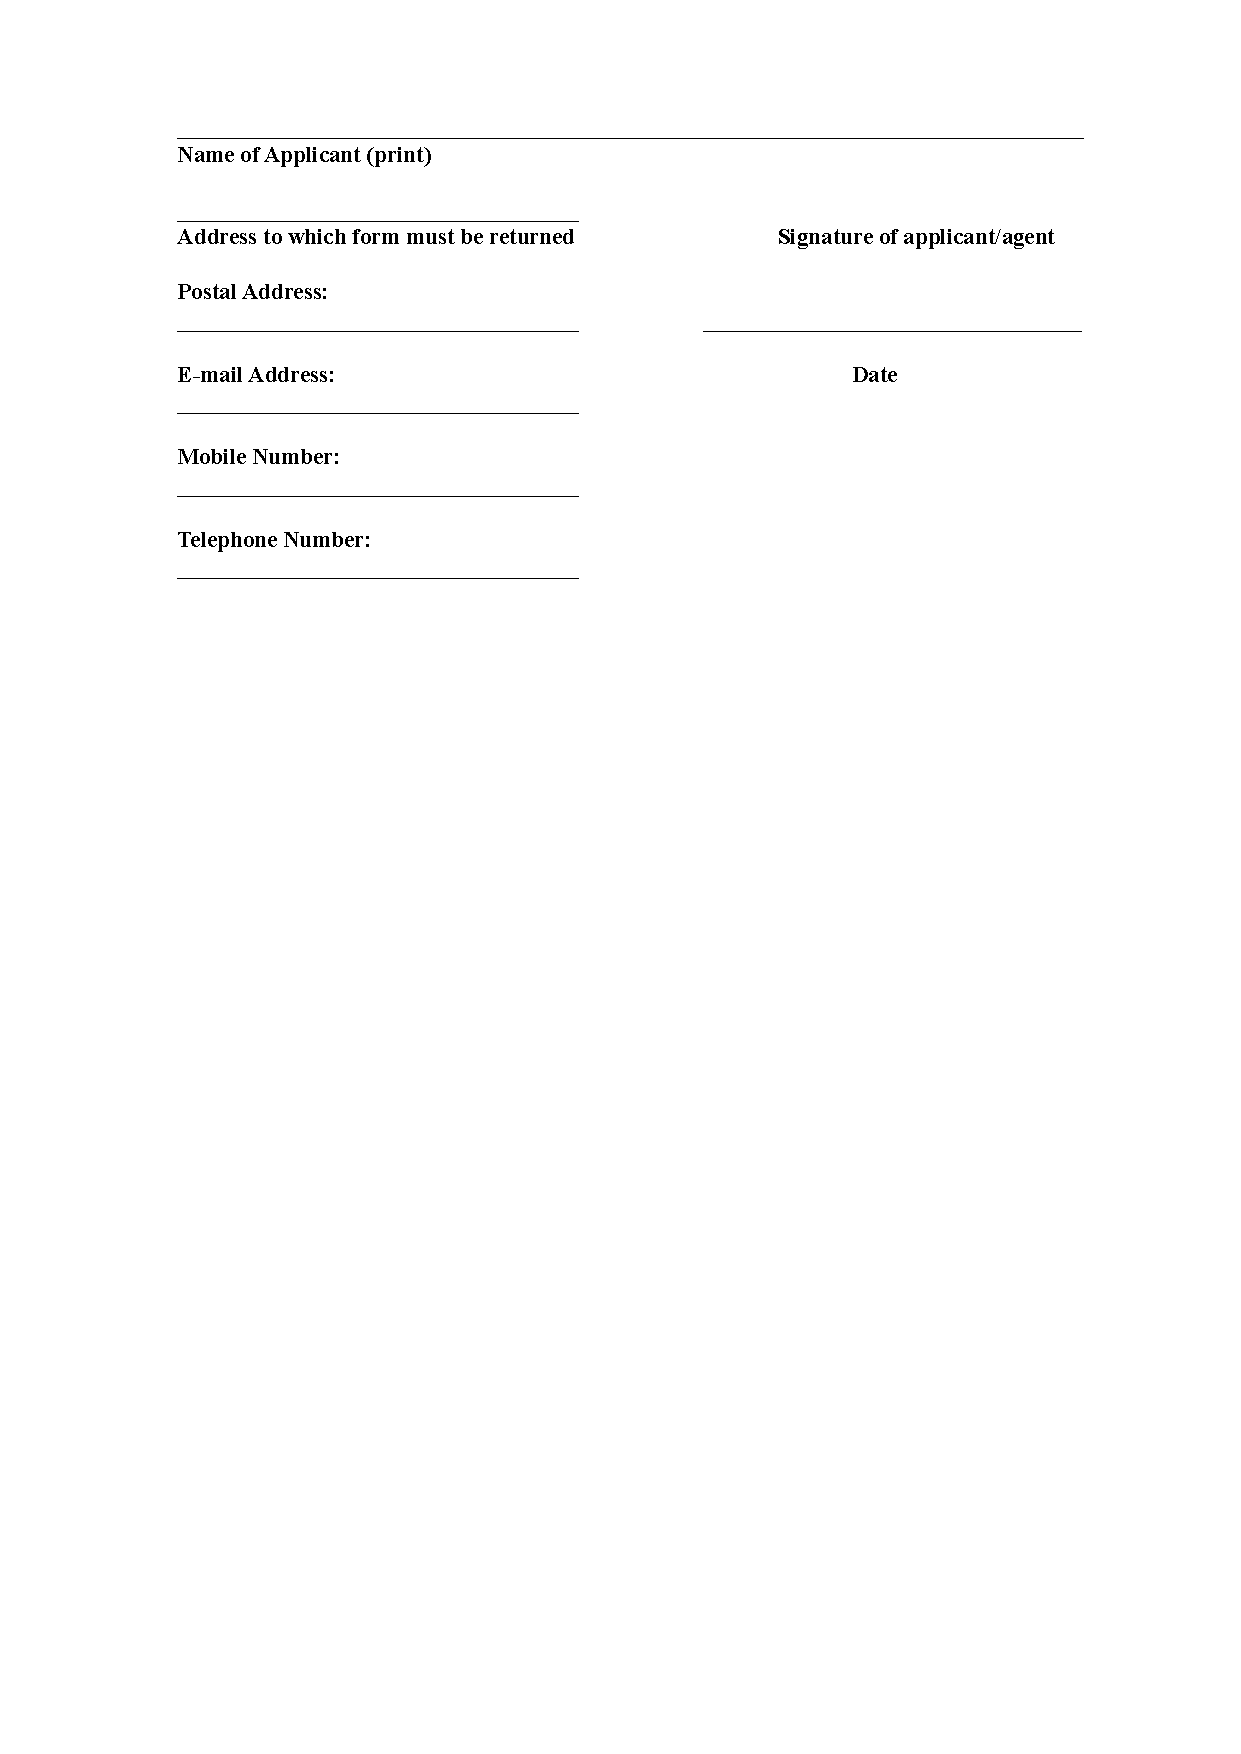 Name of Applicant (print)
Address to which form must be returned Signature of applicant/agent
Postal Address:
E-mail Address: Date
Mobile Number:
Telephone Number: